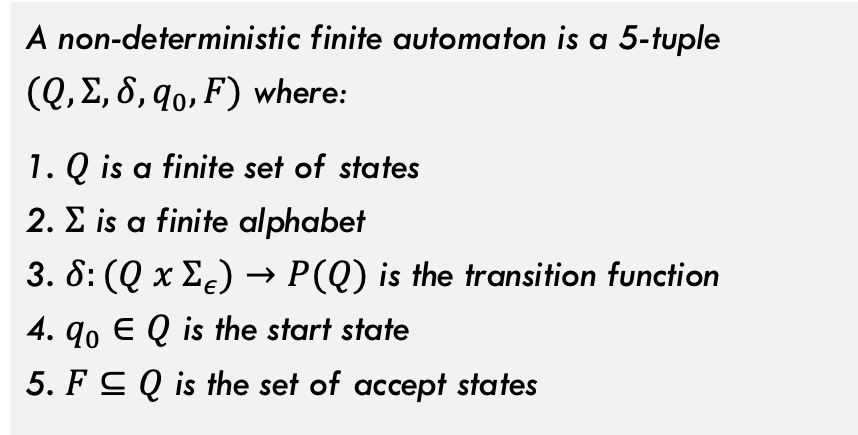 A non-deterministic finite automaton is a 5-tuple
(𝑄, Σ, 𝛿, 𝑞₀, 𝐹) where:
1. 𝑄 is a finite set of states
2. Σ is a finite alphabet
3. 𝛿: (𝑄 𝑥 Σ_𝜖) → 𝑃(𝑄) is the transition function
4. 𝑞₀ ∈ 𝑄 is the start state
5. 𝐹 ⊆ 𝑄 is the set of accept states